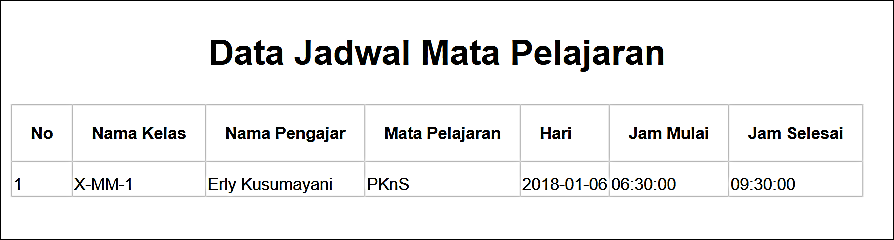 Data Jadwal Mata Pelajaran
No Nama Kelas Nama Pengajar Mata Pelajaran Hari Jam Mulai Jam Selesai
1 X-MM-1 Erly Kusumayani PKnS 2018-01-06 06:30:00 09:30:00